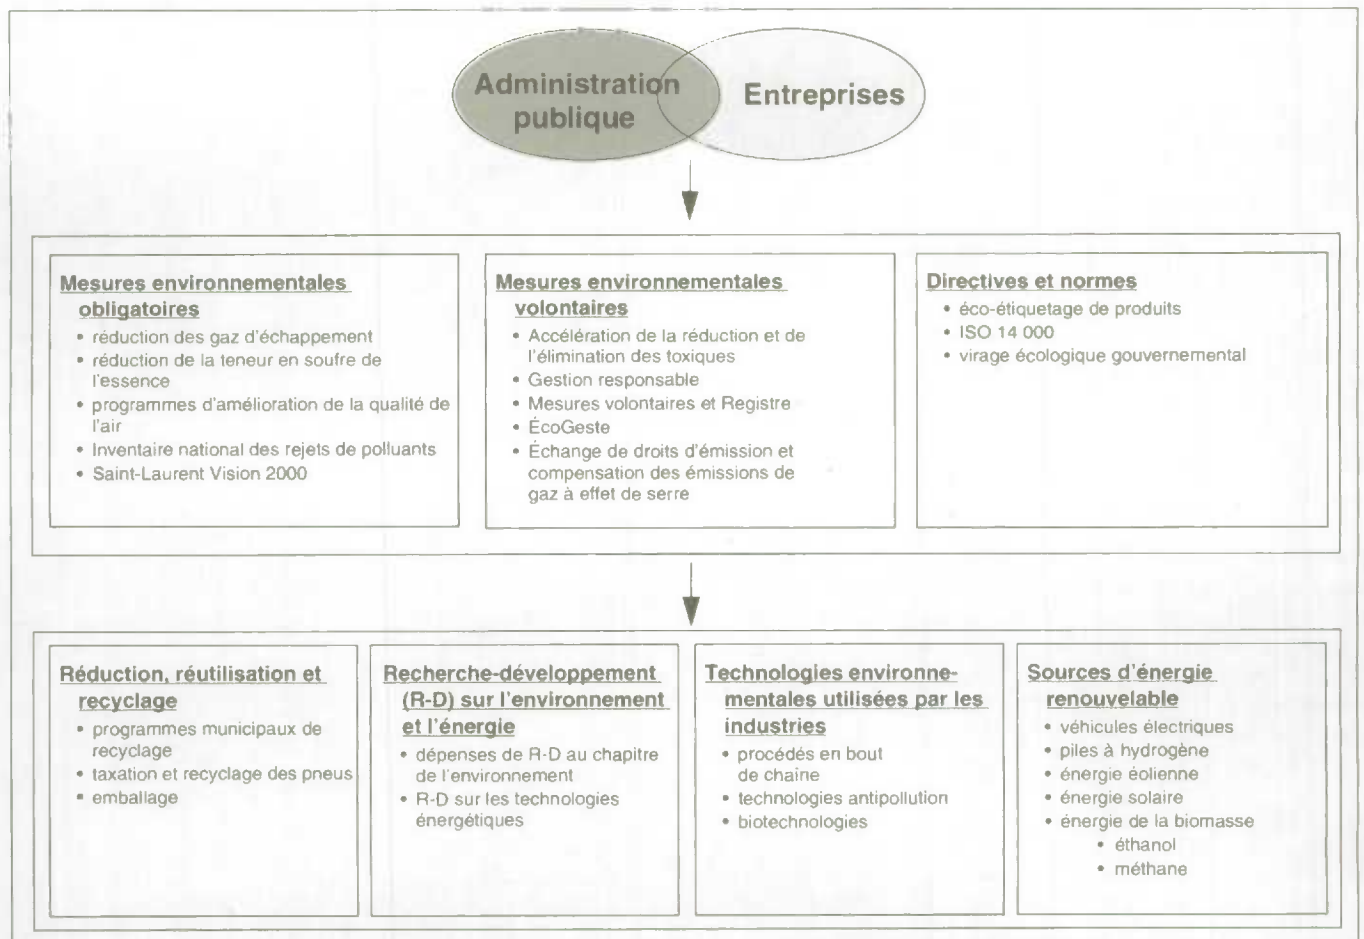 Administration
publique
Entreprises
Mesures environnementales
obligatoires
• réduction des gaz d'échappement
• réduction de la teneur en soufre de
l'essence
• programmes d'amélioration de la qualité de
l'air
• Inventaire national des rejets de polluants
• Saint-Laurent Vision 2000
Mesures environnementales
volontaires
• Accélération de la réduction et de
l'élimination des toxiques
• Gestion responsable
• Mesures volontaires et Registre
• ÉcoGeste
• Échange de droits d'émission et
compensation des émissions de
gaz à effet de serre
Directives et normes
• éco-étiquetage de produits
• ISO 14 000
• virage écologique gouvernemental
Réduction, réutilisation et
recyclage
• programmes municipaux de
recyclage
• taxation et recyclage des pneus
• emballage
Recherche-développement
(R-D) sur l'environnement
et l'énergie
• dépenses de R-D au chapitre
de l'environnement
• R-D sur les technologies
énergétiques
Technologies environne-
mentales utilisées par les
industries
• procédés en bout
de chaîne
• technologies antipollution
• biotechnologies
Sources d'énergie
renouvelable
• véhicules électriques
• piles à hydrogène
• énergie éolienne
• énergie solaire
• énergie de la biomasse
• éthanol
• méthane